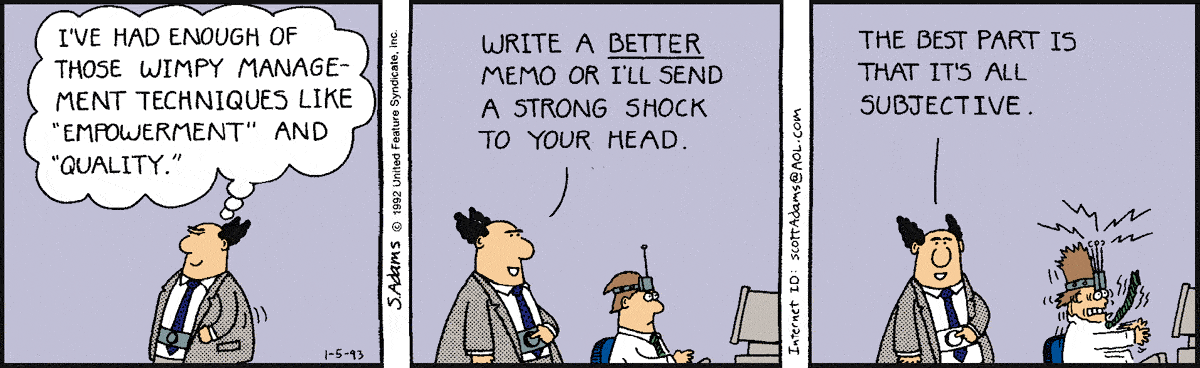 I'VE HAD ENOUGH OF
THOSE WIMPY MANAGE-
MENT TECHNIQUES LIKE
"EMPOWERMENT" AND
"QUALITY."
1-5-93
S.Adams © 1992 United Feature Syndicate, Inc.
WRITE A BETTER
MEMO OR I'LL SEND
A STRONG SHOCK
TO YOUR HEAD.
Internet ID: scottAdams@AOL.com
THE BEST PART IS
THAT IT'S ALL
SUBJECTIVE.